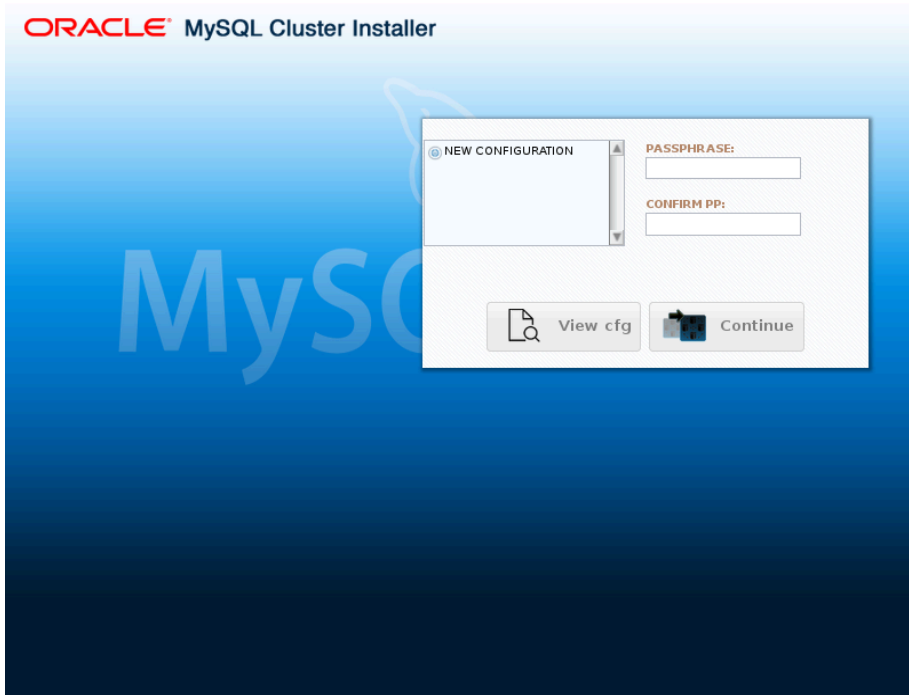 ORACLE® MySQL Cluster Installer
NEW CONFIGURATION
PASSPHRASE:
CONFIRM PP:
MySQ
View cfg
Continue